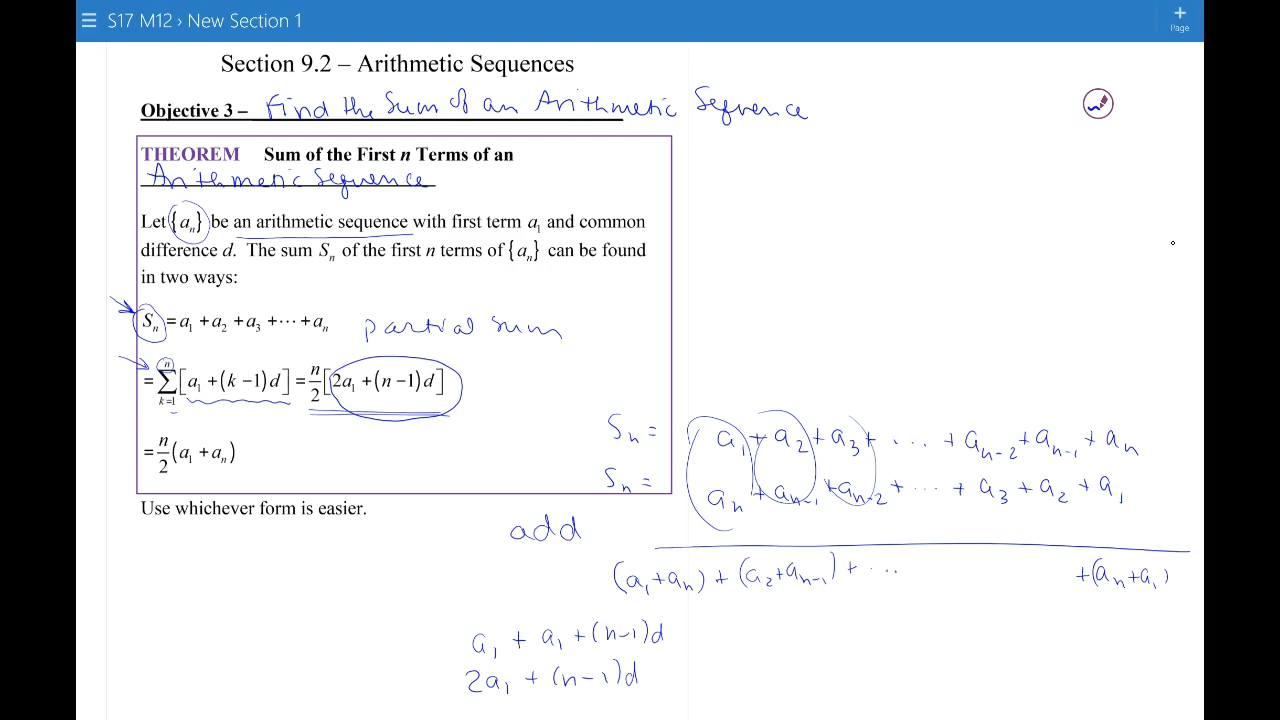 S17 M12 › New Section 1
+
Page
Section 9.2 – Arithmetic Sequences
Objective 3 – Find the Sum of an Arithmetic Sequence
THEOREM Sum of the First n Terms of an
Arithmetic Sequence
Let {aₙ} be an arithmetic sequence with first term a₁ and common
difference d. The sum Sₙ of the first n terms of {aₙ} can be found
in two ways:
Sₙ = a₁ + a₂ + a₃ + ⋯ + aₙ partial sum
= ∑ₖ₌₁ⁿ [a₁ + (k − 1)d] = n/2 [2a₁ + (n − 1)d]
= n/2 (a₁ + aₙ)
Use whichever form is easier.
Sₙ = a₁ + a₂ + a₃ + ... + aₙ₋₂ + aₙ₋₁ + aₙ
Sₙ = aₙ + aₙ₋₁ + aₙ₋₂ + ... + a₃ + a₂ + a₁
add
(a₁ + aₙ) + (a₂ + aₙ₋₁) + ... + (aₙ + a₁)
a₁ + a₁ + (n−1)d
2a₁ + (n−1)d